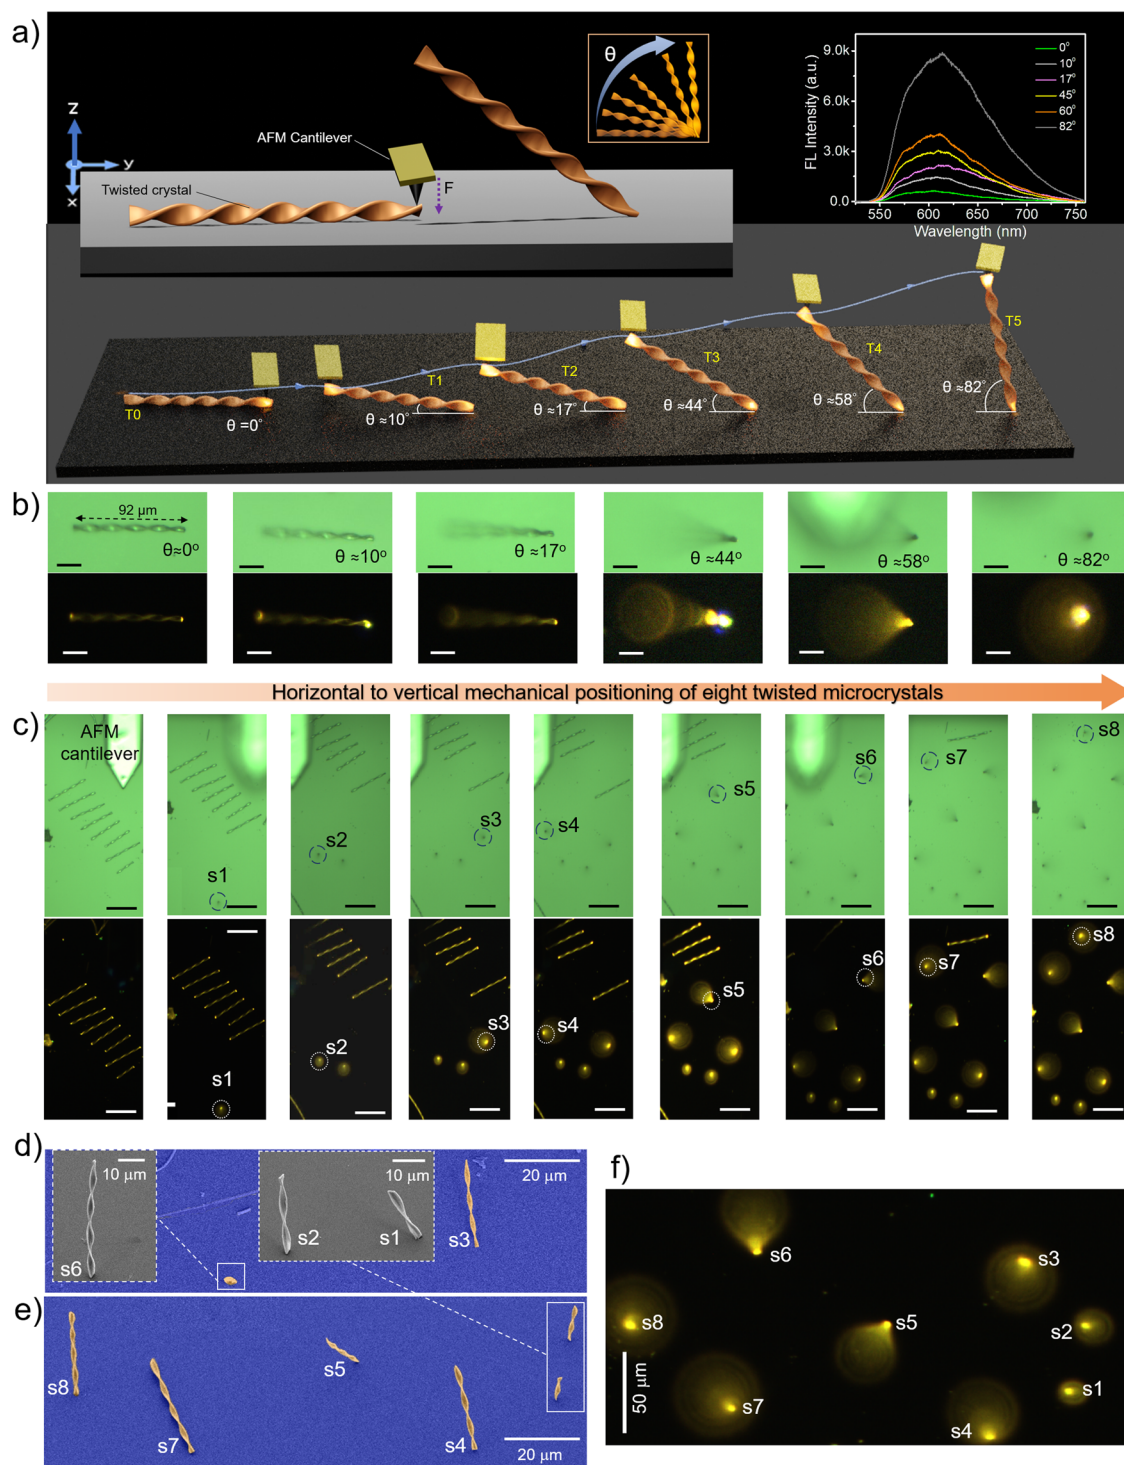 a)
z
y
x
AFM Cantilever
F
Twisted crystal
θ
FL Intensity (a.u.)
9.0k
6.0k
3.0k
0.0
550 600 650 700 750
Wavelength (nm)
0°
10°
17°
45°
60°
82°
T0
T1
T2
T3
T4
T5
θ =0°
θ ≈10°
θ ≈17°
θ ≈44°
θ ≈58°
θ ≈82°
b)
92 µm
θ≈0°
θ ≈10°
θ ≈17°
θ ≈44°
θ ≈58°
θ ≈82°
Horizontal to vertical mechanical positioning of eight twisted microcrystals
c)
AFM
cantilever
s1
s2
s3
s4
s5
s6
s7
s8
s1
s2
s3
s4
s5
s6
s7
s8
d)
10 µm
s6
10 µm
s2
s1
s3
20 µm
e)
s8
s7
s5
s4
20 µm
f)
s6
s3
s8
s5
s2
s7
s1
s4
50 µm